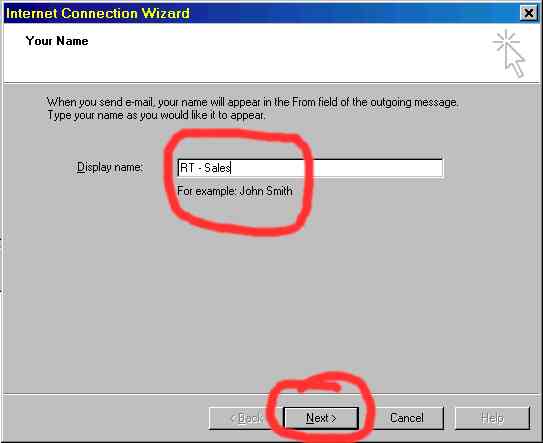 Internet Connection Wizard
Your Name
When you send e-mail, your name will appear in the From field of the outgoing message.
Type your name as you would like it to appear.
Display name: RT - Sales
For example: John Smith
< Back Next > Cancel Help